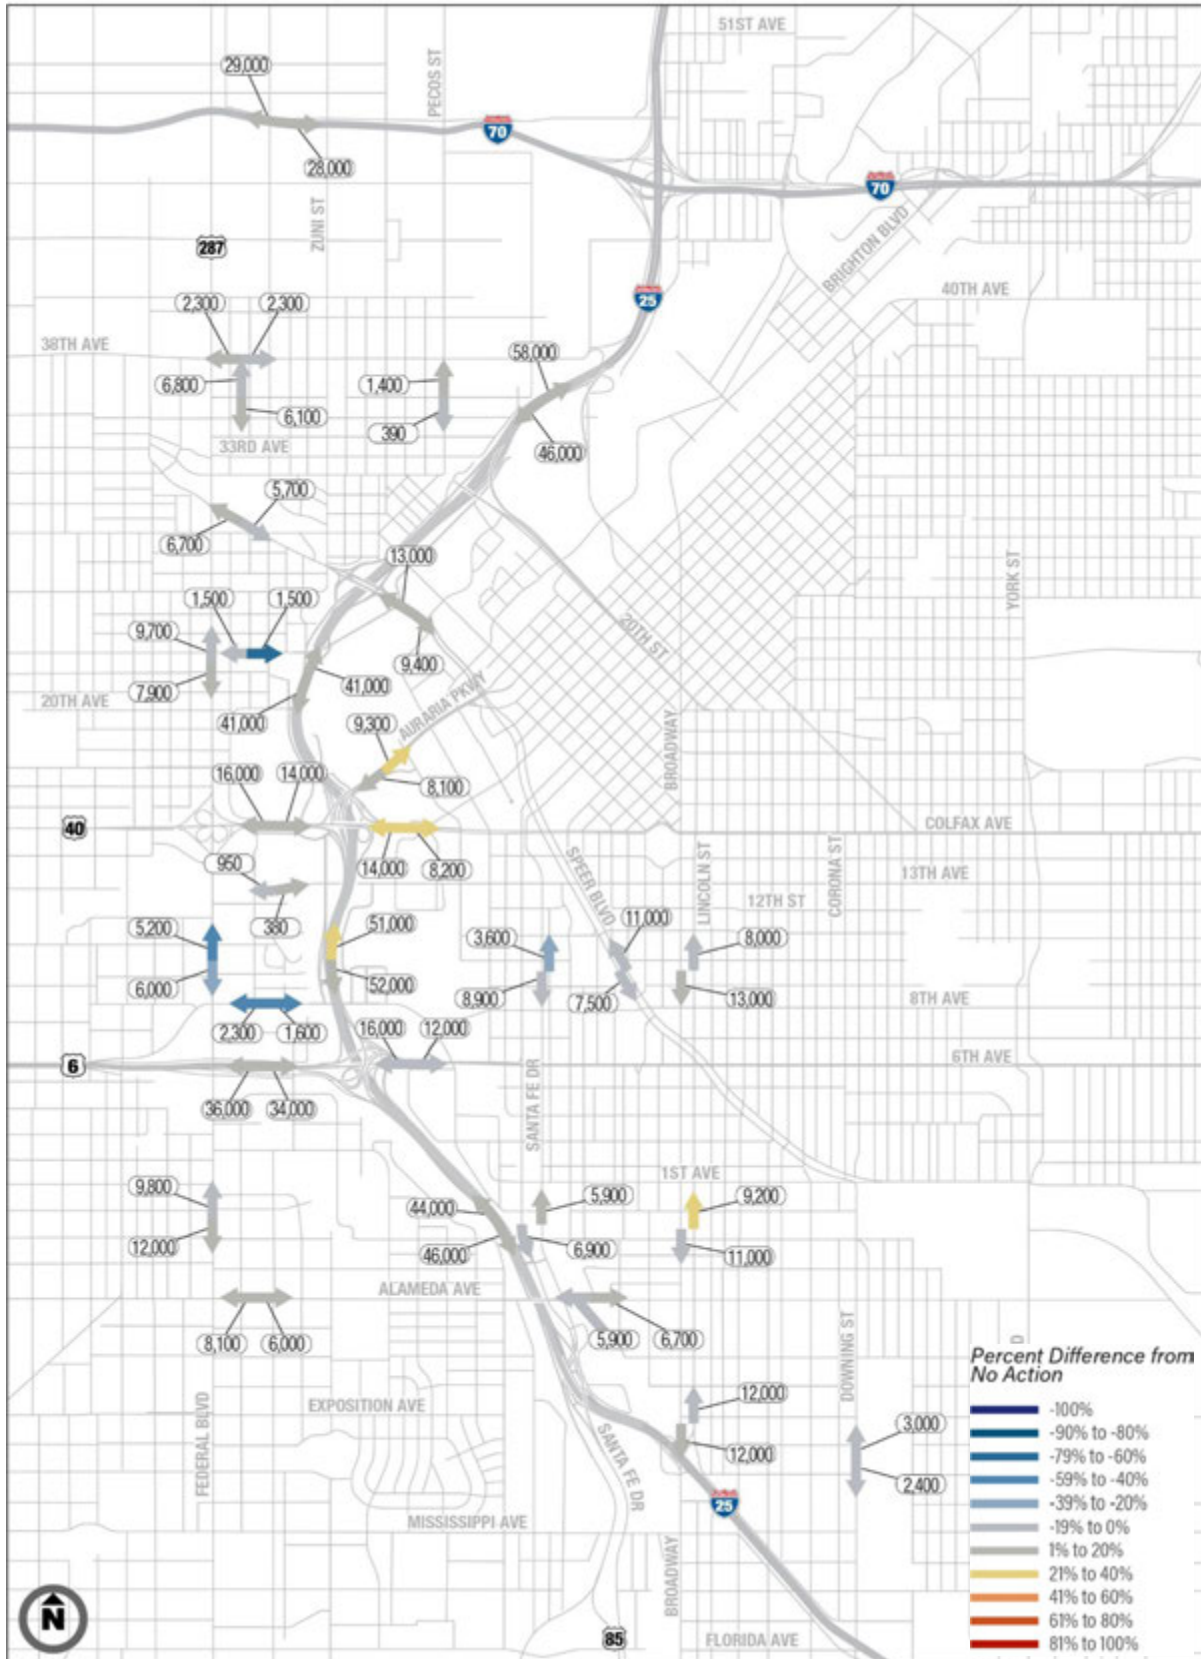 51ST AVE
29,000
PECOS ST
70
28,000
70
ZUNI ST
287
BRIGHTON BLVD
25
40TH AVE
2,300
2,300
38TH AVE
58,000
6,800
1,400
6,100
390
33RD AVE
46,000
5,700
6,700
13,000
YORK ST
1,500
1,500
9,700
20TH ST
9,400
7,900
41,000
20TH AVE
41,000
AURARIA PKWY
9,300
BROADWAY
8,100
16,000
14,000
40
COLFAX AVE
14,000
8,200
950
SPEER BLVD
LINCOLN ST
CORONA ST
13TH AVE
12TH ST
380
5,200
51,000
3,600
11,000
8,000
6,000
52,000
8,900
7,500
13,000
8TH AVE
2,300
1,600
16,000
12,000
6
6TH AVE
36,000
34,000
SANTA FE DR
1ST AVE
9,800
44,000
5,900
9,200
12,000
46,000
6,900
11,000
ALAMEDA AVE
8,100
6,000
5,900
6,700
DOWNING ST
D
Percent Difference from
No Action
-100%
-90% to -80%
-79% to -60%
-59% to -40%
-39% to -20%
-19% to 0%
1% to 20%
21% to 40%
41% to 60%
61% to 80%
81% to 100%
FEDERAL BLVD
EXPOSITION AVE
12,000
SANTA FE DR
3,000
12,000
2,400
25
MISSISSIPPI AVE
BROADWAY
N
85
FLORIDA AVE